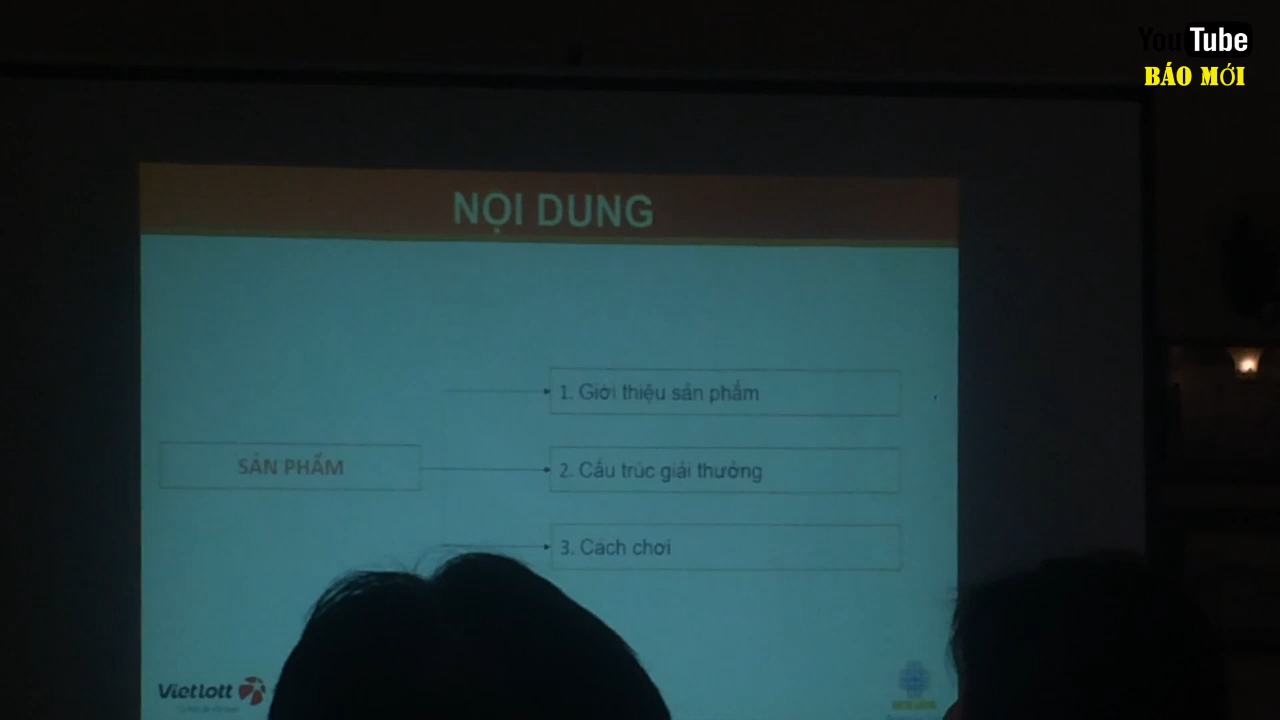 YouTube
BÁO MỚI
NỘI DUNG
1. Giới thiệu sản phẩm
SẢN PHẨM
2. Cấu trúc giải thưởng
3. Cách chơi
Vietlott